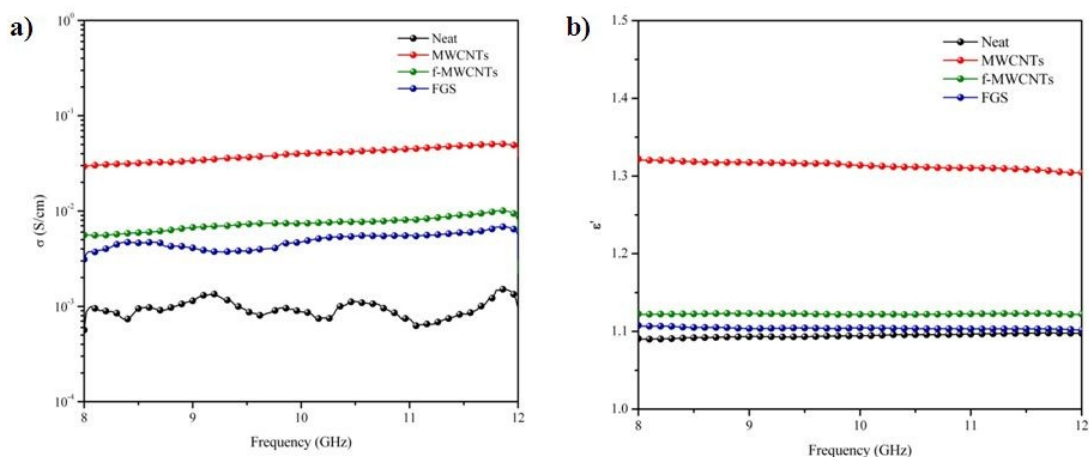 a)
10⁰
10⁻¹
10⁻²
10⁻³
10⁻⁴
σ (S/cm)
Neat
MWCNTs
f-MWCNTs
FGS
8 9 10 11 12
Frequency (GHz)
b)
1.5
1.4
1.3
1.2
1.1
1.0
ε'
Neat
MWCNTs
f-MWCNTs
FGS
8 9 10 11 12
Frequency (GHz)